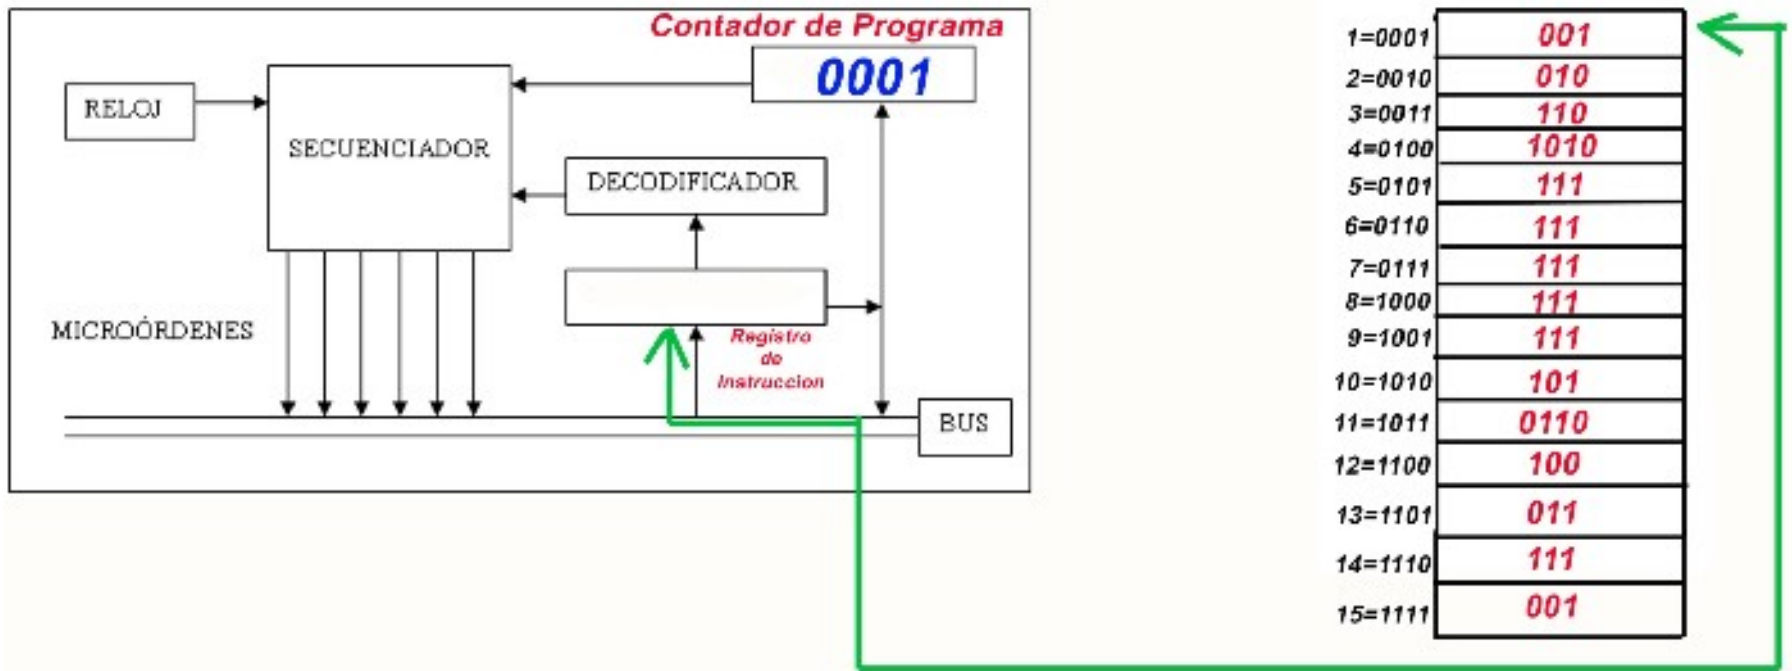 Contador de Programa
0001
RELOJ
SECUENCIADOR
DECODIFICADOR
MICROÓRDENES
Registro
de
Instruccion
BUS
1=0001 001
2=0010 010
3=0011 110
4=0100 1010
5=0101 111
6=0110 111
7=0111 111
8=1000 111
9=1001 111
10=1010 101
11=1011 0110
12=1100 100
13=1101 011
14=1110 111
15=1111 001